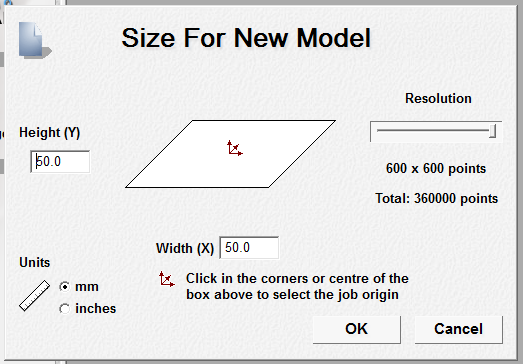 Size For New Model
Resolution
Height (Y)
50.0
600 x 600 points
Total: 360000 points
Width (X) 50.0
Units
mm
inches
Click in the corners or centre of the
box above to select the job origin
OK
Cancel